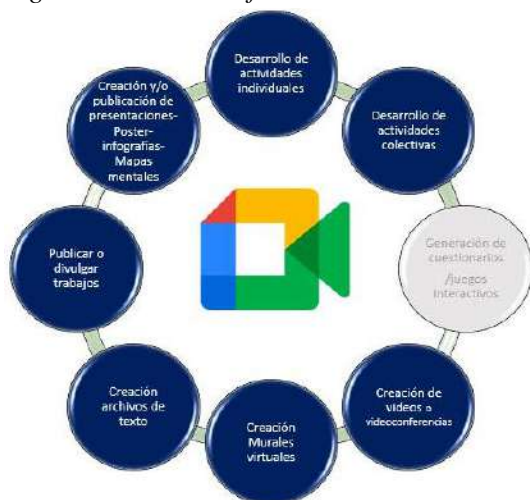 Desarrollo de
actividades
individuales
Desarrollo de
actividades
colectivas
Generación de
cuestionarios
/juegos
Interactivos
Creación de
videos o
videoconferencias
Creación
Murales
virtuales
Creación
archivos de
texto
Publicar o
divulgar
trabajos
Creación y/o
publicación de
presentaciones-
Poster-
infografías-
Mapas
mentales